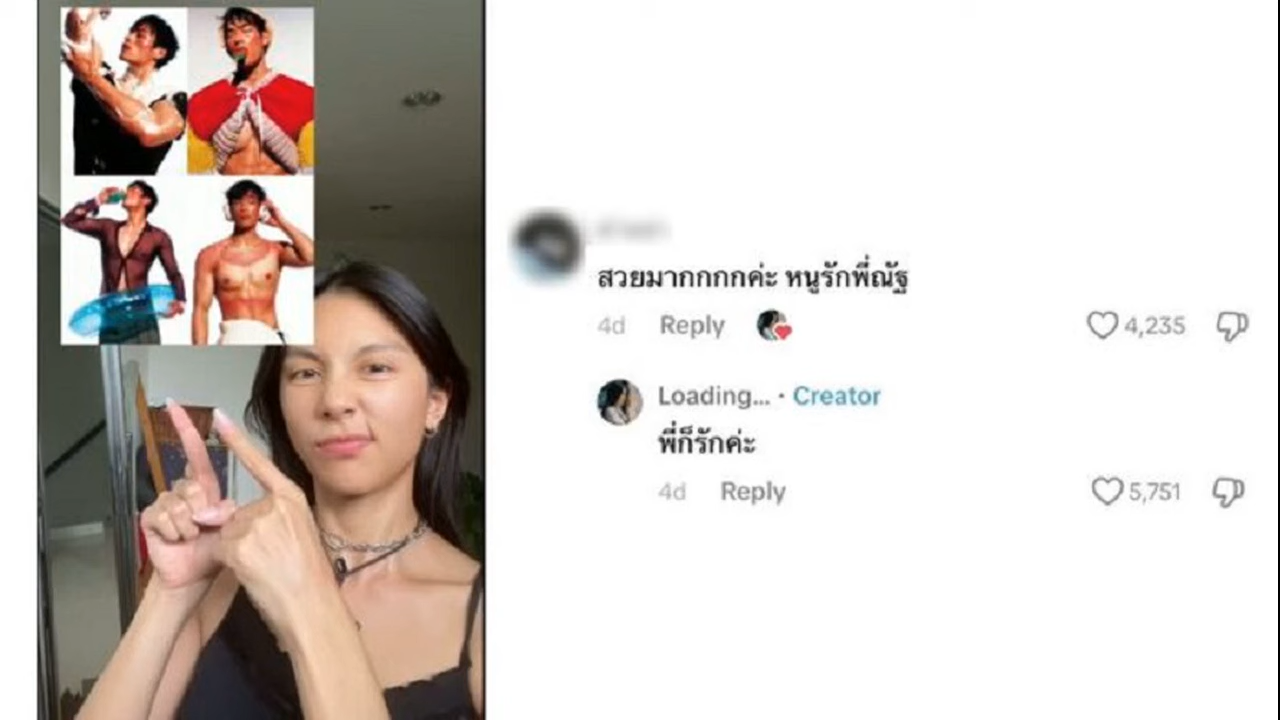 สวยมากกกกค่ะ หนูรักพี่ณัฐ
4d Reply 4,235
Loading... · Creator
พี่ก็รักค่ะ
4d Reply 5,751